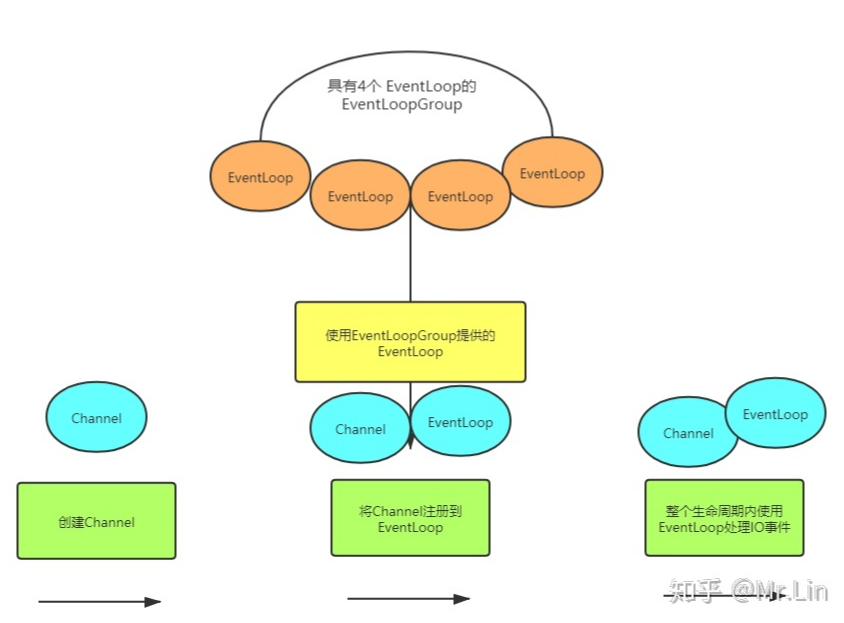 具有4个 EventLoop的
EventLoopGroup
EventLoop
EventLoop
EventLoop
EventLoop
使用EventLoopGroup提供的
EventLoop
Channel
Channel
EventLoop
Channel
EventLoop
创建Channel
将Channel注册到
EventLoop
整个生命周期内使用
EventLoop处理IO事件
知乎 @Mr.Lin